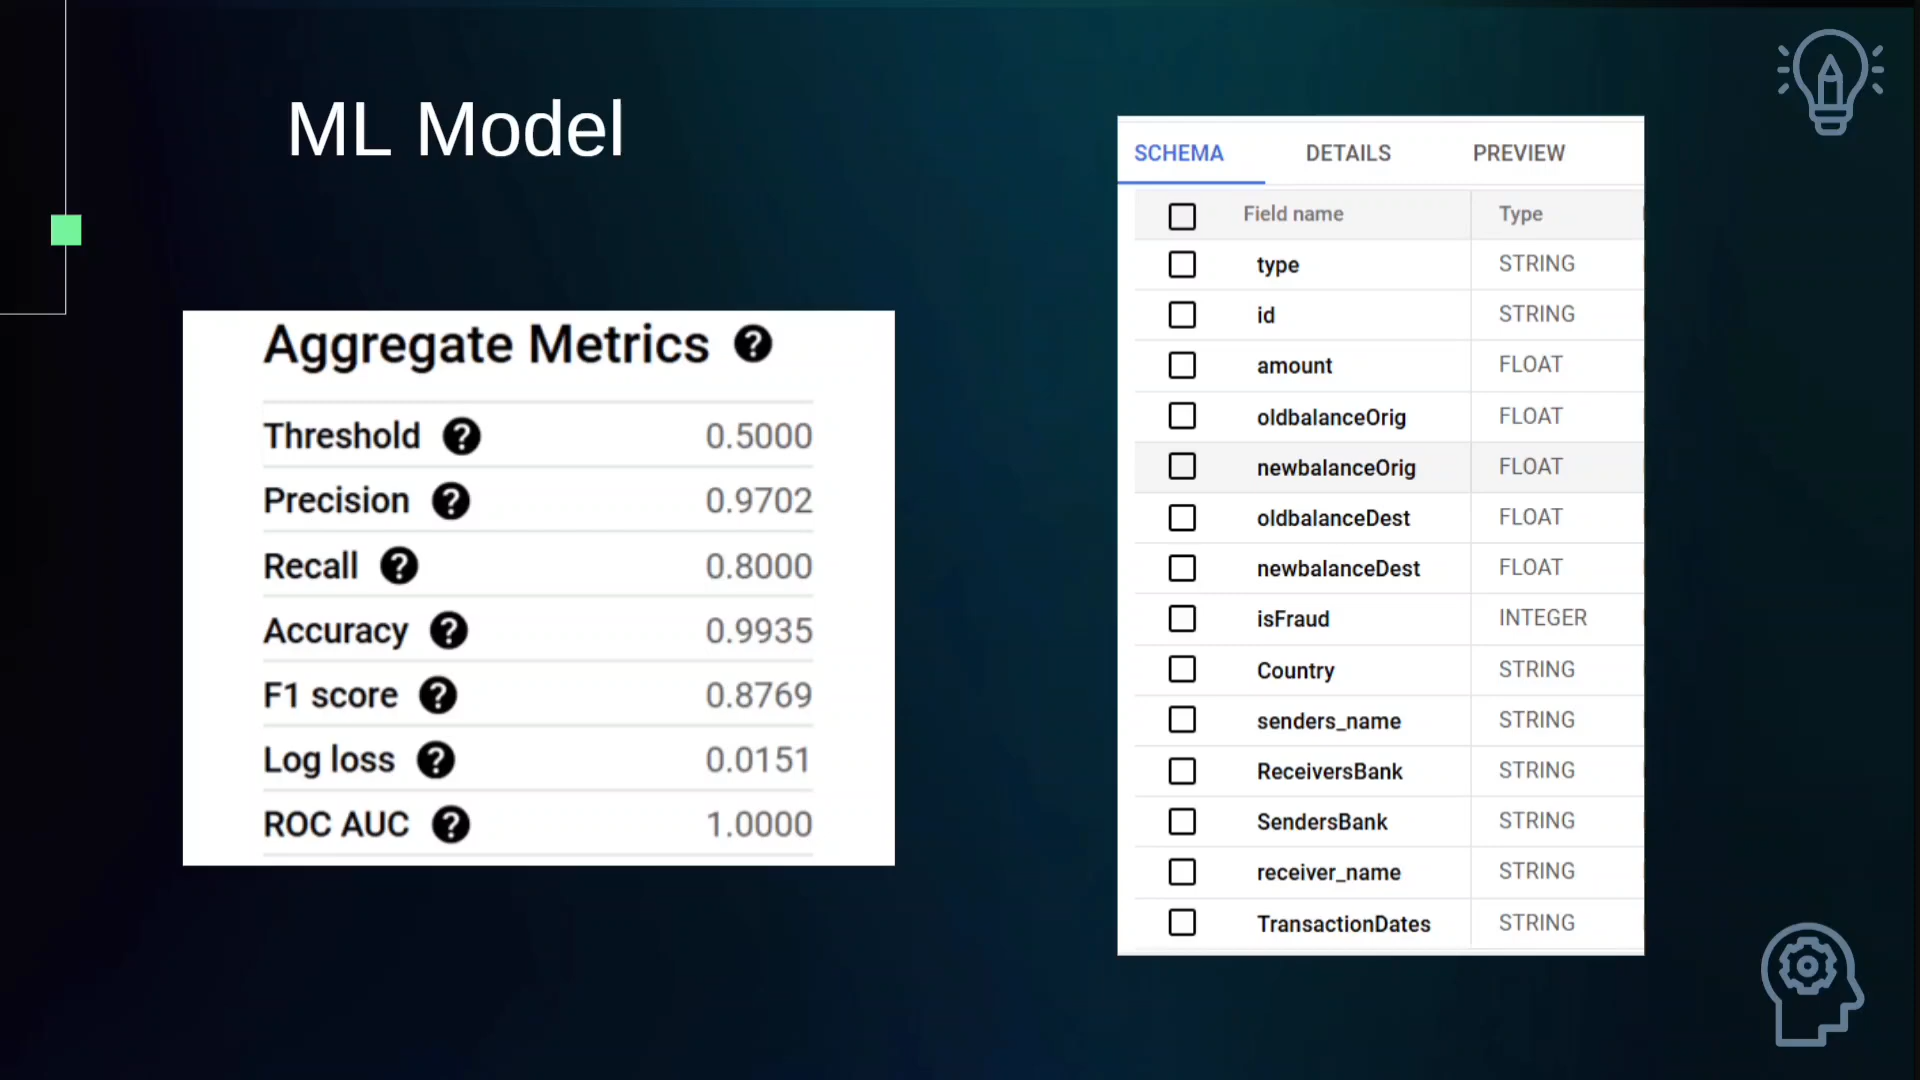 ML Model
Aggregate Metrics ?
Threshold ? 0.5000
Precision ? 0.9702
Recall ? 0.8000
Accuracy ? 0.9935
F1 score ? 0.8769
Log loss ? 0.0151
ROC AUC ? 1.0000
SCHEMA DETAILS PREVIEW
Field name Type
type STRING
id STRING
amount FLOAT
oldbalanceOrig FLOAT
newbalanceOrig FLOAT
oldbalanceDest FLOAT
newbalanceDest FLOAT
isFraud INTEGER
Country STRING
senders_name STRING
ReceiversBank STRING
SendersBank STRING
receiver_name STRING
TransactionDates STRING